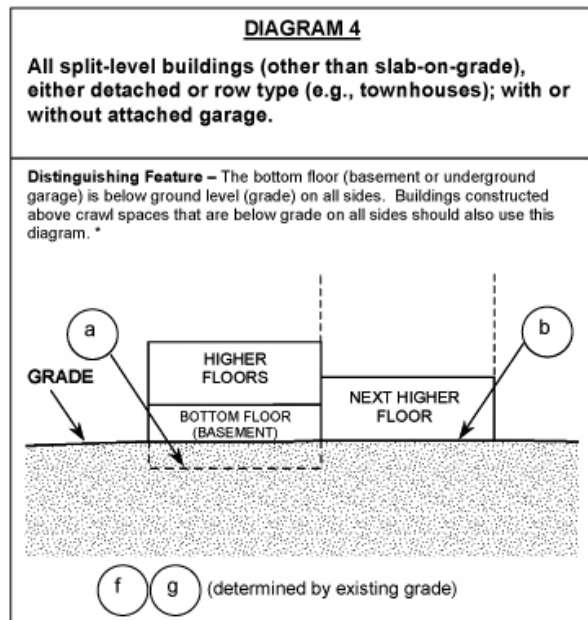 DIAGRAM 4
All split-level buildings (other than slab-on-grade),
either detached or row type (e.g., townhouses); with or
without attached garage.
Distinguishing Feature – The bottom floor (basement or underground
garage) is below ground level (grade) on all sides. Buildings constructed
above crawl spaces that are below grade on all sides should also use this
diagram. *
a
b
HIGHER
FLOORS
GRADE
NEXT HIGHER
FLOOR
BOTTOM FLOOR
(BASEMENT)
f g (determined by existing grade)